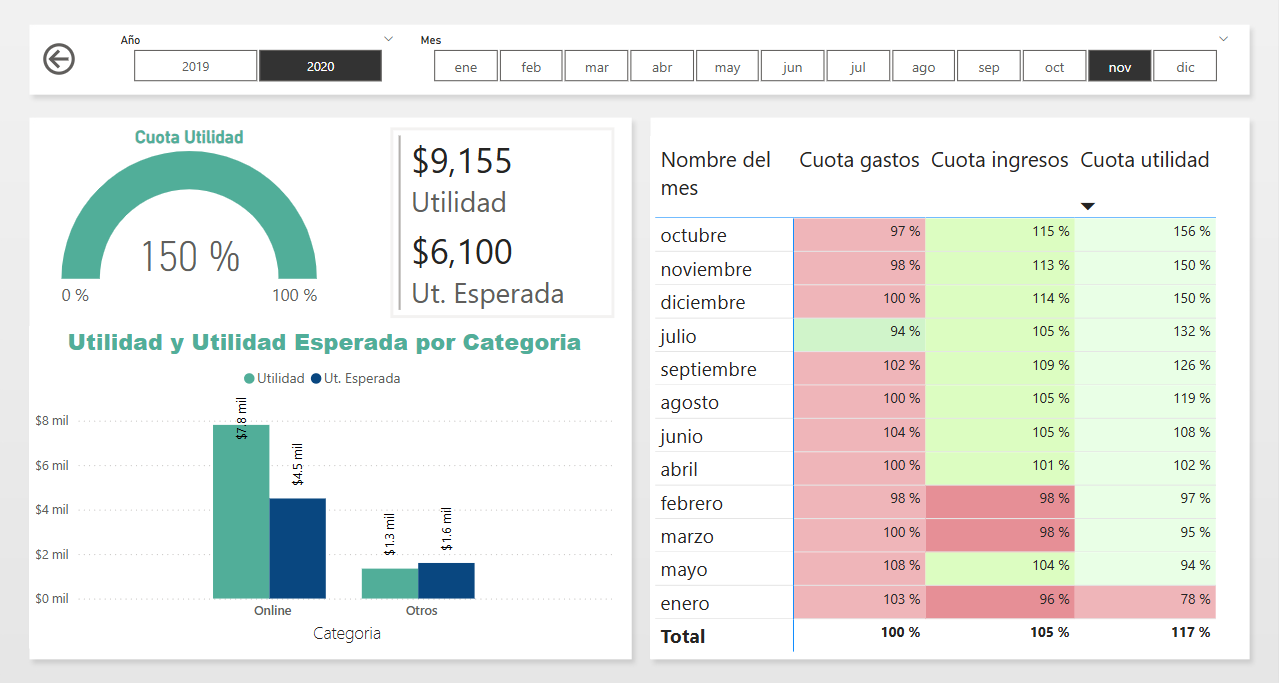 Año
2019 2020
Mes
ene feb mar abr may jun jul ago sep oct nov dic
Cuota Utilidad
150 %
0 % 100 %
$9,155
Utilidad
$6,100
Ut. Esperada
Utilidad y Utilidad Esperada por Categoria
Utilidad Ut. Esperada
$8 mil
$6 mil
$4 mil
$2 mil
$0 mil
$7.8 mil
$4.5 mil
$1.3 mil
$1.6 mil
Online Otros
Categoria
Nombre del mes Cuota gastos Cuota ingresos Cuota utilidad
octubre 97 % 115 % 156 %
noviembre 98 % 113 % 150 %
diciembre 100 % 114 % 150 %
julio 94 % 105 % 132 %
septiembre 102 % 109 % 126 %
agosto 100 % 105 % 119 %
junio 104 % 105 % 108 %
abril 100 % 101 % 102 %
febrero 98 % 98 % 97 %
marzo 100 % 98 % 95 %
mayo 108 % 104 % 94 %
enero 103 % 96 % 78 %
Total 100 % 105 % 117 %